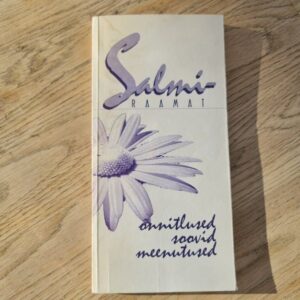 Salmi-
RAAMAT
õnnitlused
soovid
meenutused